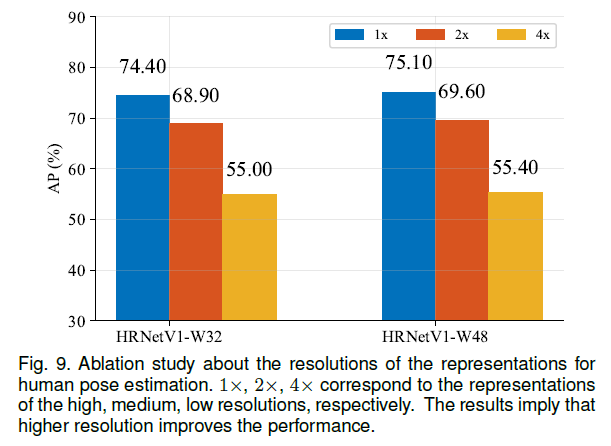 90
1x 2x 4x
80
74.40
75.10
68.90
69.60
70
AP (%)
60
55.00
55.40
50
40
30
HRNetV1-W32 HRNetV1-W48
Fig. 9. Ablation study about the resolutions of the representations for
human pose estimation. 1×, 2×, 4× correspond to the representations
of the high, medium, low resolutions, respectively. The results imply that
higher resolution improves the performance.